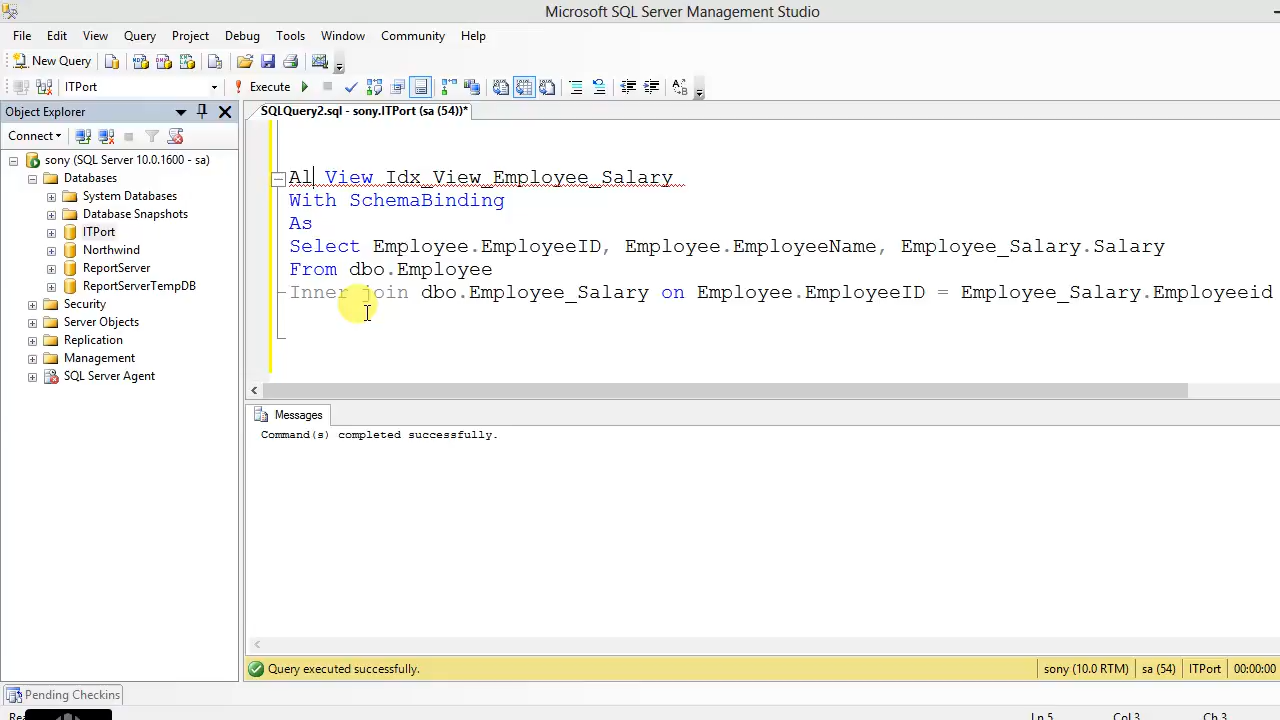 Microsoft SQL Server Management Studio
File Edit View Query Project Debug Tools Window Community Help
New Query
ITPort Execute
Object Explorer
SQLQuery2.sql - sony.ITPort (sa (54))*
Connect
sony (SQL Server 10.0.1600 - sa)
Databases
System Databases
Database Snapshots
ITPort
Northwind
ReportServer
ReportServerTempDB
Security
Server Objects
Replication
Management
SQL Server Agent
Al View Idx_View_Employee_Salary
With SchemaBinding
As
Select Employee.EmployeeID, Employee.EmployeeName, Employee_Salary.Salary
From dbo.Employee
Inner join dbo.Employee_Salary on Employee.EmployeeID = Employee_Salary.Employeeid
Messages
Command(s) completed successfully.
Query executed successfully. sony (10.0 RTM) sa (54) ITPort 00:00:00
Pending Checkins
Ln 5 Col 3 Ch 3